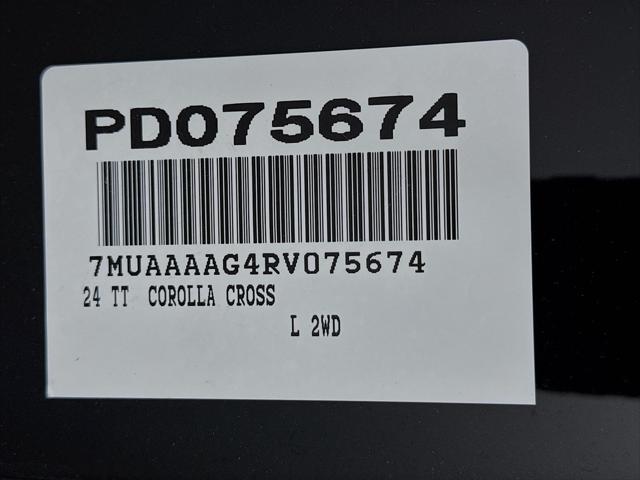 PD075674
7MUAAAAG4RV075674
24 TT COROLLA CROSS
L 2WD